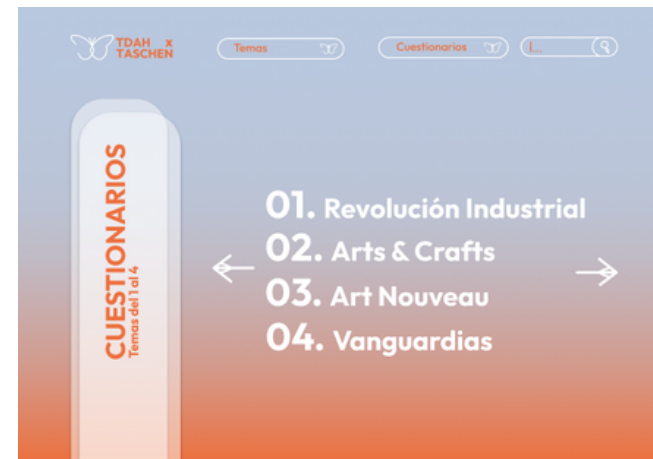 TDAH x
TASCHEN
Temas
Cuestionarios
I...
CUESTIONARIOS
Temas del 1 al 4
01. Revolución Industrial
02. Arts & Crafts
03. Art Nouveau
04. Vanguardias